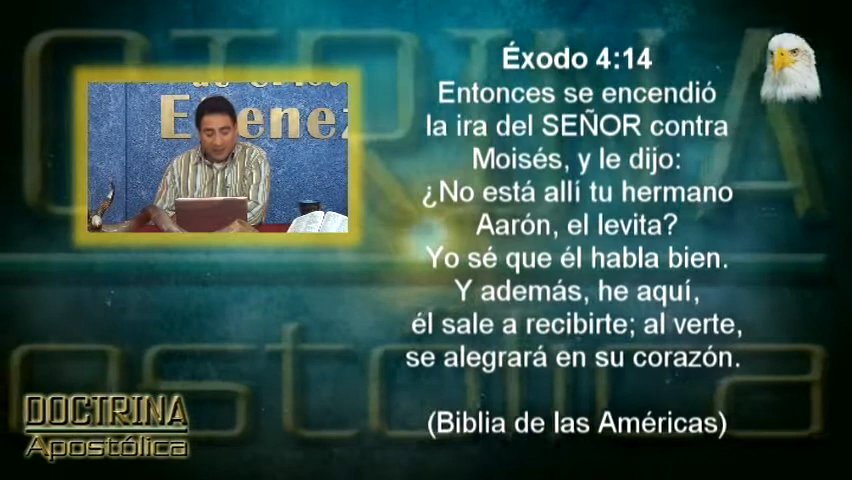 Éxodo 4:14
Entonces se encendió
la ira del SEÑOR contra
Moisés, y le dijo:
¿No está allí tu hermano
Aarón, el levita?
Yo sé que él habla bien.
Y además, he aquí,
él sale a recibirte; al verte,
se alegrará en su corazón.
(Biblia de las Américas)
DOCTRINA
Apostólica